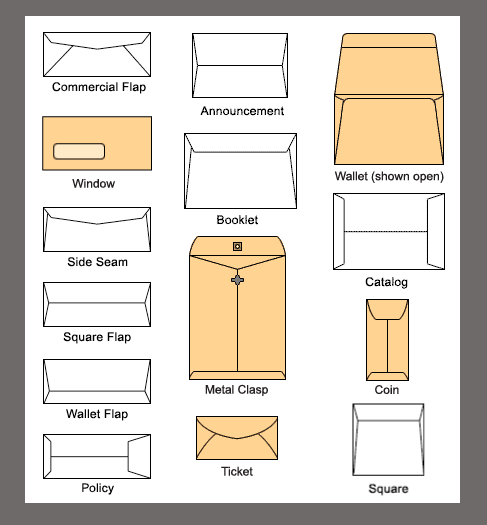 Commercial Flap
Window
Side Seam
Square Flap
Wallet Flap
Policy
Announcement
Booklet
Metal Clasp
Ticket
Wallet (shown open)
Catalog
Coin
Square